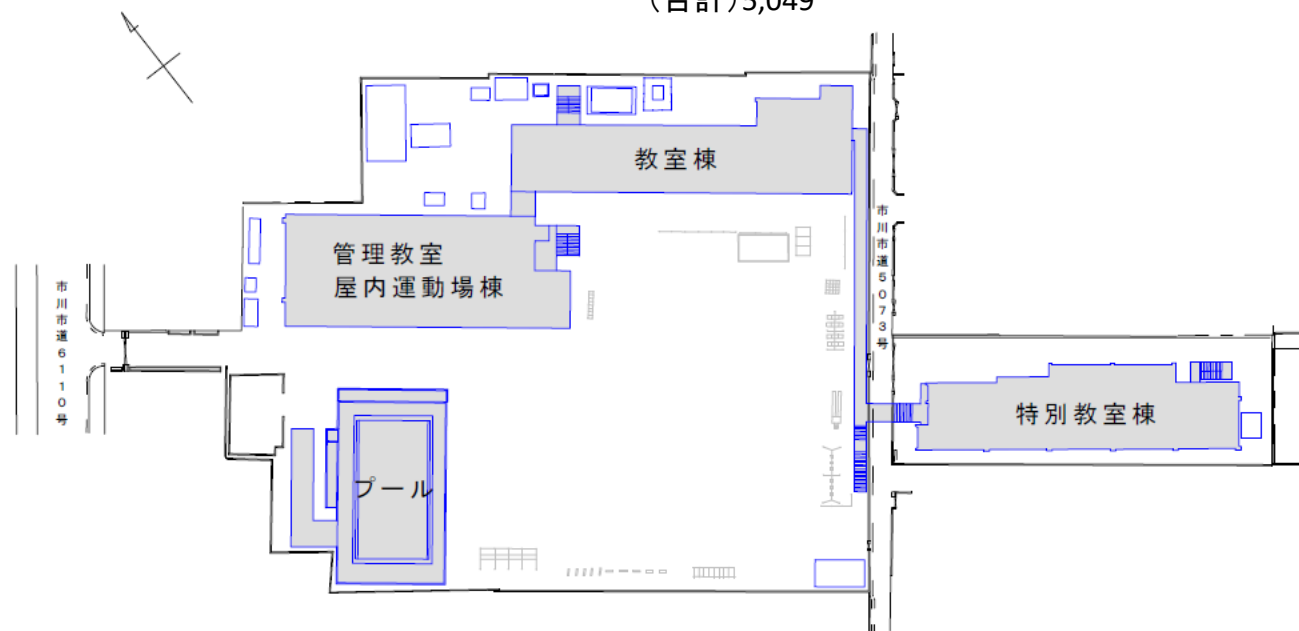 （合計）5,049
教室棟
市川市道5073号
管理教室
屋内運動場棟
市川市道6110号
特別教室棟
プール